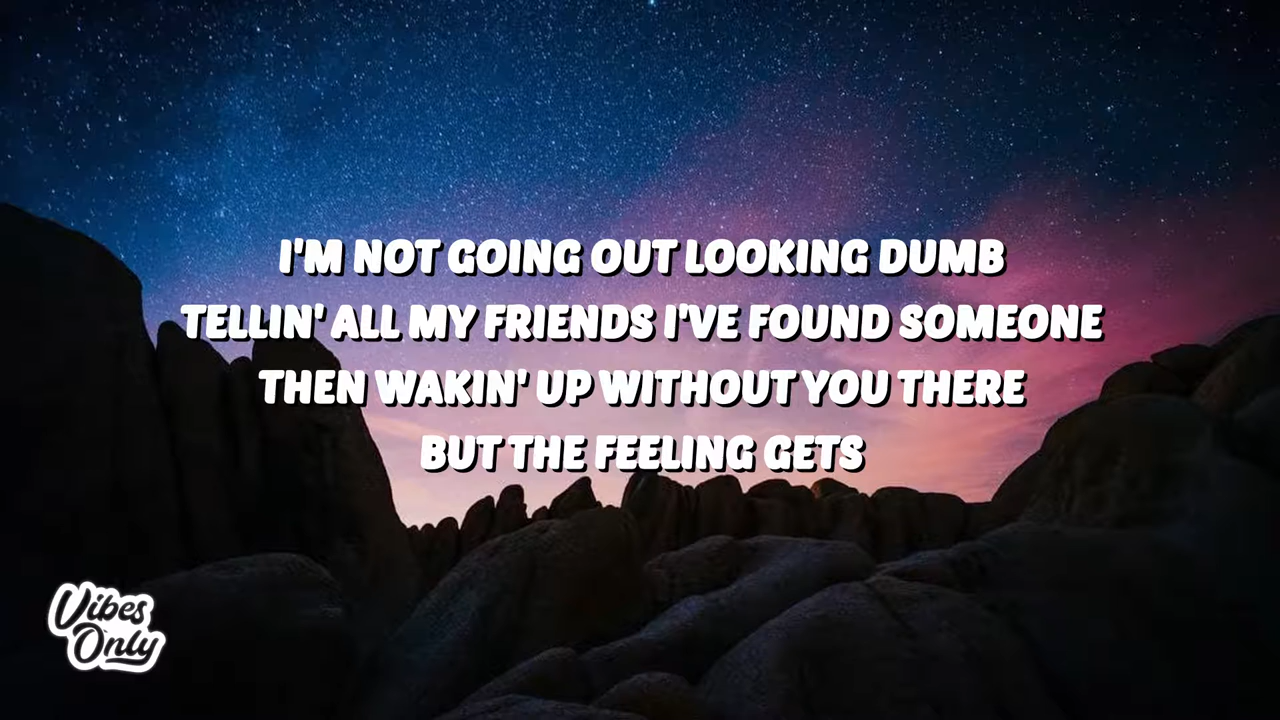 I'M NOT GOING OUT LOOKING DUMB
TELLIN' ALL MY FRIENDS I'VE FOUND SOMEONE
THEN WAKIN' UP WITHOUT YOU THERE
BUT THE FEELING GETS
Vibes
Only